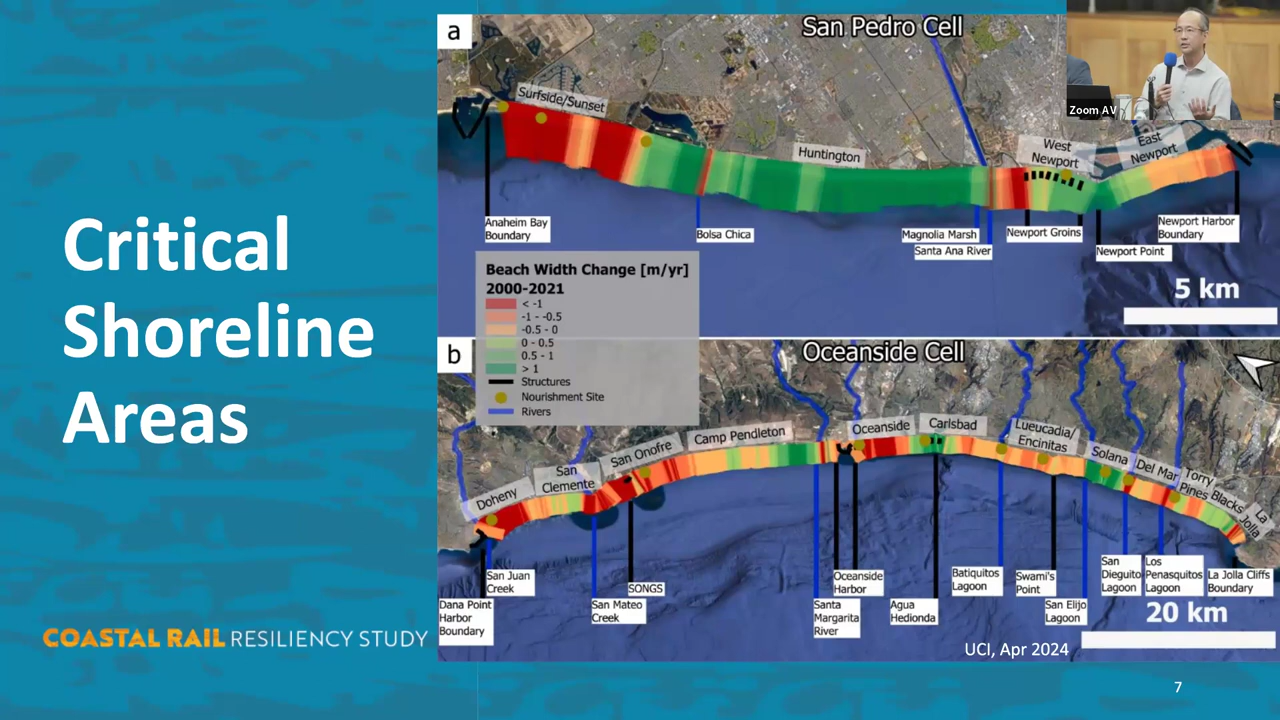 Critical
Shoreline
Areas
COASTAL RAIL RESILIENCY STUDY
a
San Pedro Cell
Zoom AV
Surfside/Sunset
Huntington
West
Newport
East
Newport
Anaheim Bay
Boundary
Bolsa Chica
Magnolia Marsh
Santa Ana River
Newport Groins
Newport Point
Newport Harbor
Boundary
5 km
Beach Width Change [m/yr]
2000-2021
< -1
-1 - -0.5
-0.5 - 0
0 - 0.5
0.5 - 1
> 1
Structures
Nourishment Site
Rivers
b
Oceanside Cell
Doheny
San
Clemente
San Onofre
Camp Pendleton
Oceanside
Carlsbad
Lueucadia/
Encinitas
Solana
Del Mar
Torry
Pines
Blacks
La
Jolla
San Juan
Creek
Dana Point
Harbor
Boundary
San Mateo
Creek
SONGS
Santa
Margarita
River
Oceanside
Harbor
Agua
Hedionda
Batiquitos
Lagoon
Swami's
Point
San Elijo
Lagoon
San
Dieguito
Lagoon
Los
Penasquitos
Lagoon
La Jolla Cliffs
Boundary
20 km
UCI, Apr 2024
7